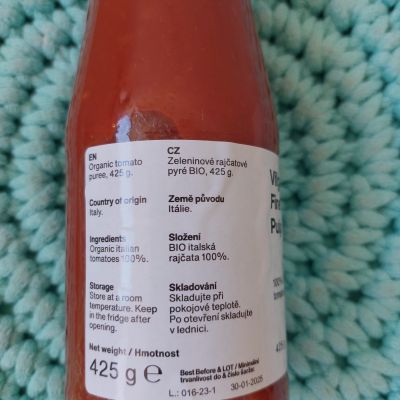 EN
Organic tomato
puree, 425 g.
Country of origin
Italy.
Ingredients
Organic italian
tomatoes 100%.
Storage
Store at a room
temperature. Keep
in the fridge after
opening.
CZ
Zeleninové rajčatové
pyré BIO, 425 g.
Země původu
Itálie.
Složení
BIO italská
rajčata 100%.
Skladování
Skladujte při
pokojové teplotě.
Po otevření skladujte
v lednici.
Net weight / Hmotnost
425 g ℮
Best Before & LOT / Minimální
trvanlivost do & číslo šarže:
L.: 016-23-1 30-01-2026